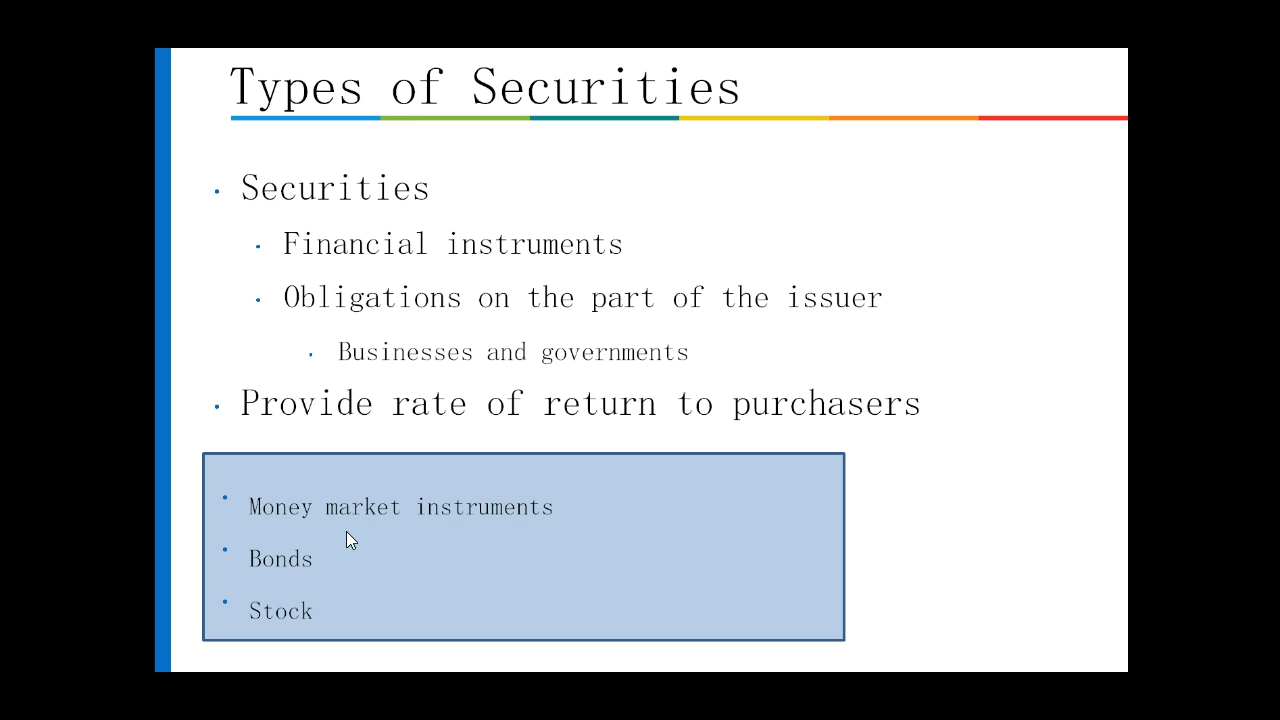 Types of Securities
Securities
Financial instruments
Obligations on the part of the issuer
Businesses and governments
Provide rate of return to purchasers
Money market instruments
Bonds
Stock